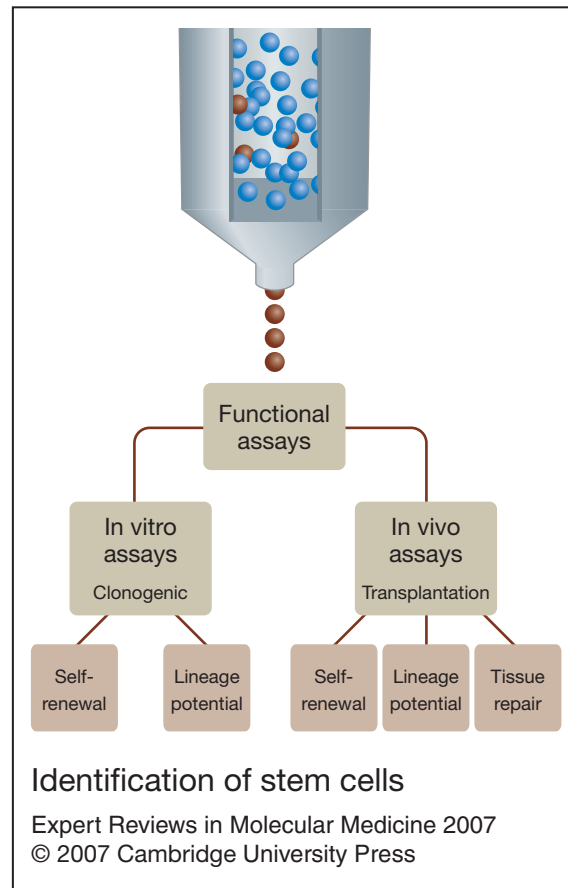 Functional
assays
In vitro
assays
Clonogenic
In vivo
assays
Transplantation
Self-
renewal
Lineage
potential
Self-
renewal
Lineage
potential
Tissue
repair
Identification of stem cells
Expert Reviews in Molecular Medicine 2007
© 2007 Cambridge University Press